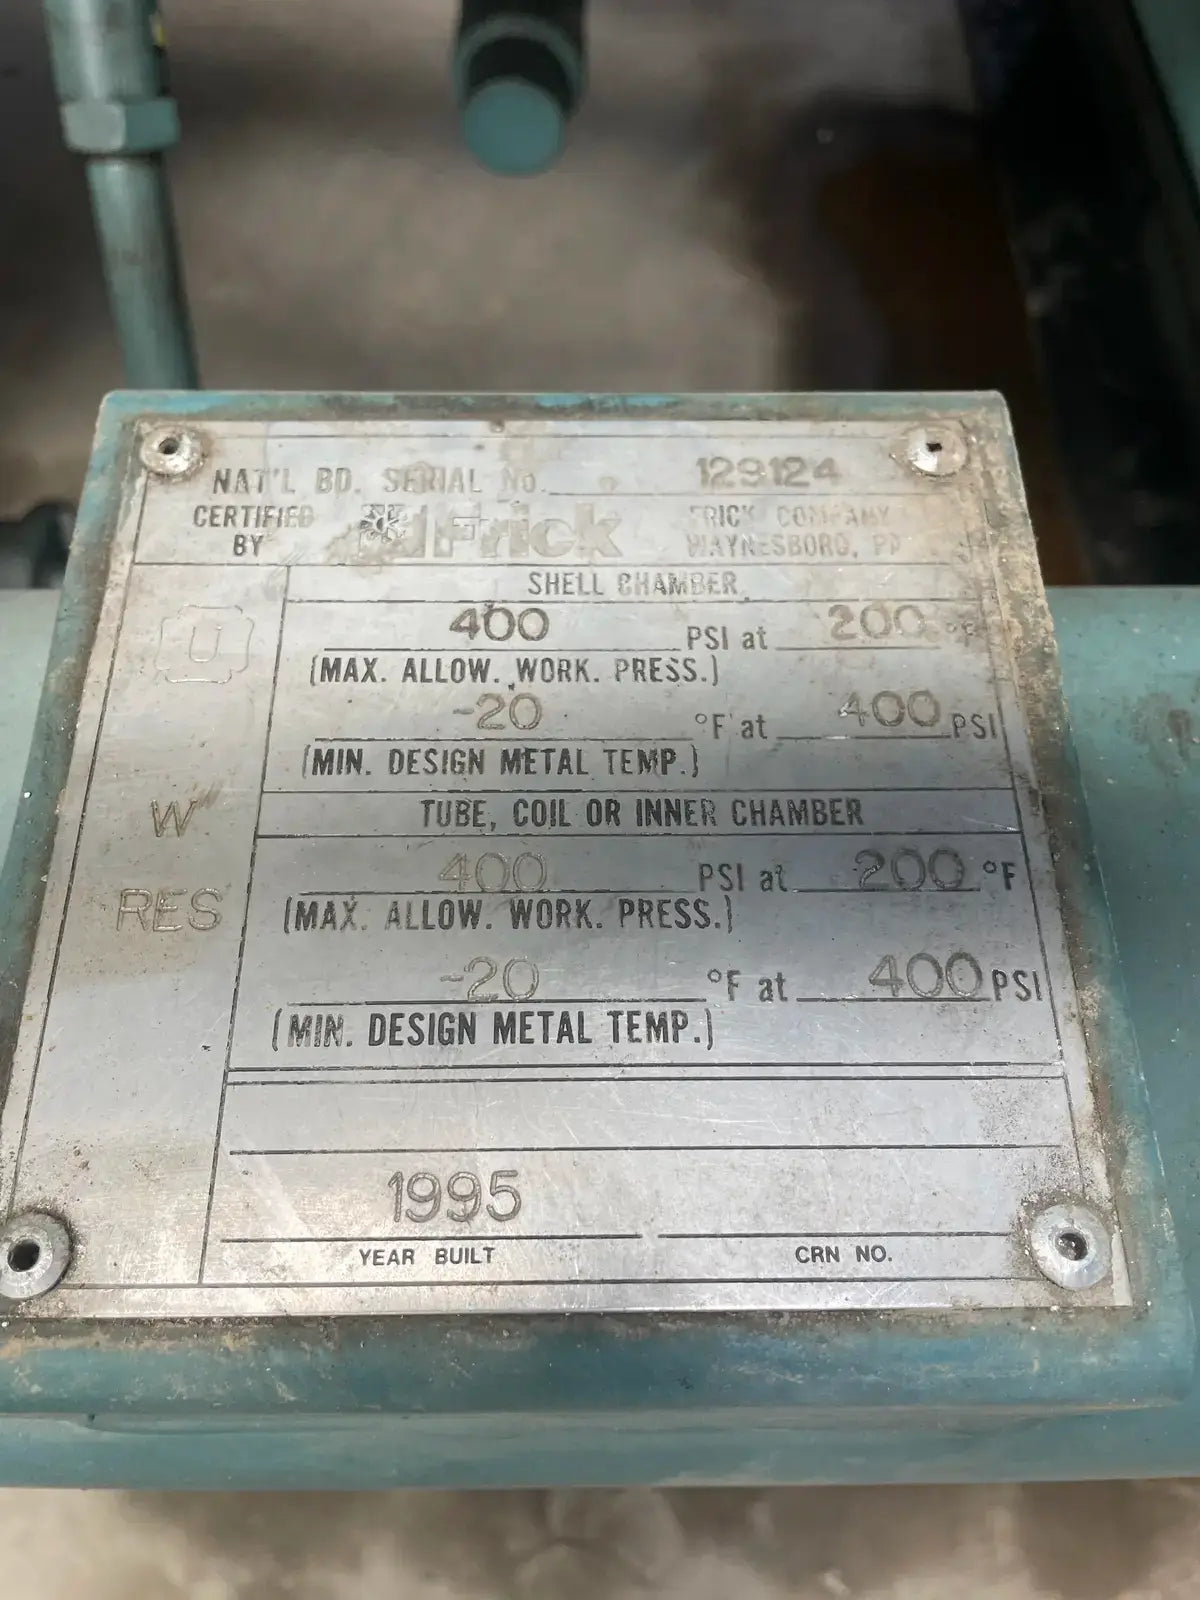 NAT'L BD. SERIAL No. 129124
CERTIFIED BY Frick FRICK COMPANY
WAYNESBORO, PA
U
SHELL CHAMBER
400 PSI at 200 °F
(MAX. ALLOW. WORK. PRESS.)
-20 °F at 400 PSI
(MIN. DESIGN METAL TEMP.)
W
TUBE, COIL OR INNER CHAMBER
400 PSI at 200 °F
RES
(MAX. ALLOW. WORK. PRESS.)
-20 °F at 400 PSI
(MIN. DESIGN METAL TEMP.)
1995
YEAR BUILT CRN NO.